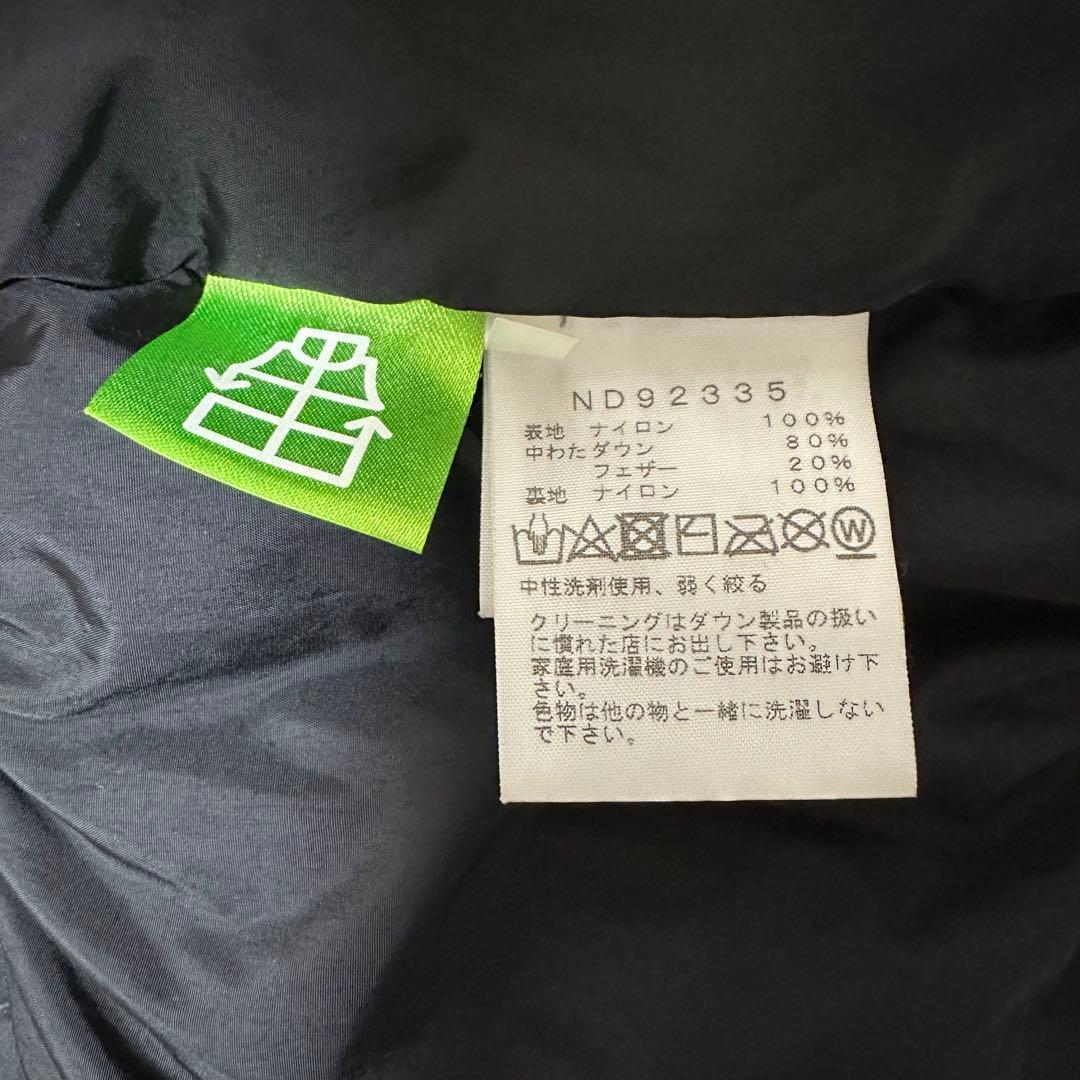 ND92335
表地 ナイロン 100%
中わた ダウン 80%
フェザー 20%
裏地 ナイロン 100%
W
中性洗剤使用、弱く絞る
クリーニングはダウン製品の扱い
に慣れた店にお出し下さい。
家庭用洗濯機のご使用はお避け下
さい。
色物は他の物と一緒に洗濯しない
で下さい。